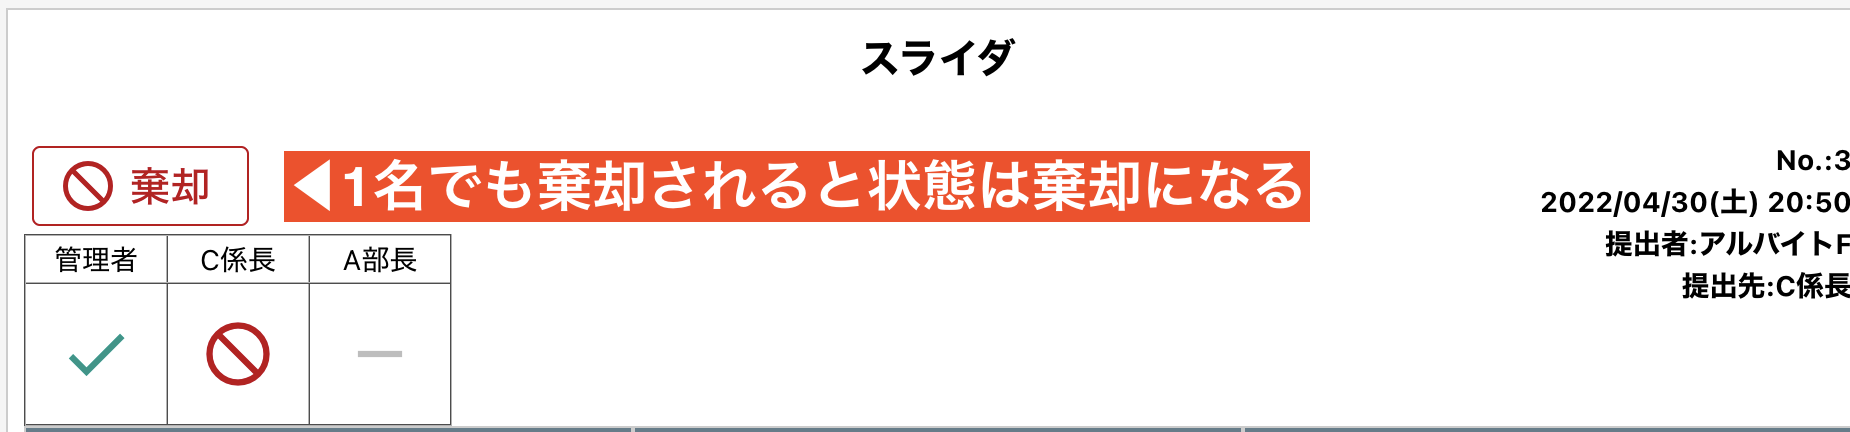 スライダ
棄却
◀1名でも棄却されると状態は棄却になる
No.:3
2022/04/30(土) 20:50
提出者:アルバイトF
提出先:C係長
管理者 C係長 A部長